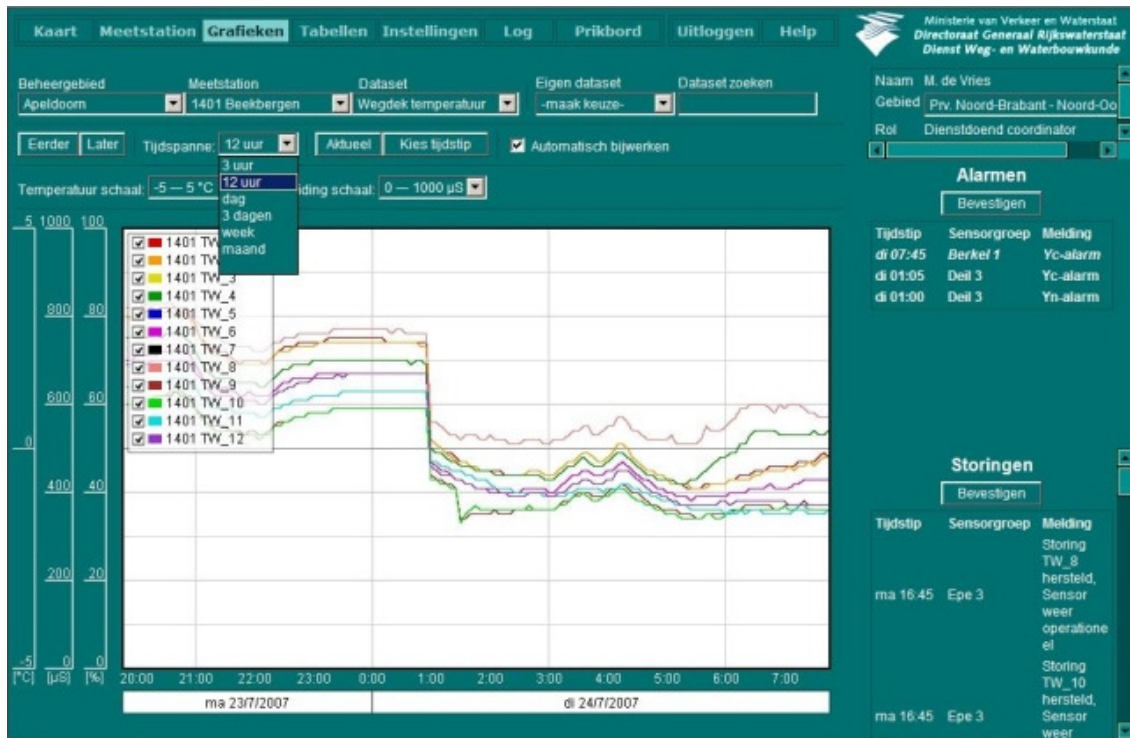 Kaart Meetstation Grafieken Tabellen Instellingen Log Prikbord Uitloggen Help
Ministerie van Verkeer en Waterstaat
Directoraat Generaal Rijkswaterstaat
Dienst Weg- en Waterbouwkunde
Beheergebied Meetstation Dataset Eigen dataset Dataset zoeken
Apeldoorn 1401 Beekbergen Wegdek temperatuur -maak keuze-
Naam M. de Vries
Gebied Prv. Noord-Brabant - Noord-Oo
Rol Dienstdoend coordinator
Eerder Later Tijdspanne: 12 uur Aktueel Kies tijdstip Automatisch bijwerken
3 uur
12 uur
dag
3 dagen
week
maand
Temperatuur schaal: -5 — 5 °C iding schaal: 0 — 1000 µS
Alarmen
Bevestigen
Tijdstip Sensorgroep Melding
di 07:45 Berkel 1 Yc-alarm
di 01:05 Deil 3 Yc-alarm
di 01:00 Deil 3 Yn-alarm
5 1000 100
800 80
600 60
0
400 40
200 20
-5 0 0
[°C] [µS] [%]
1401 TW
1401 TW
1401 TW_3
1401 TW_4
1401 TW_5
1401 TW_6
1401 TW_7
1401 TW_8
1401 TW_9
1401 TW_10
1401 TW_11
1401 TW_12
20:00 21:00 22:00 23:00 0:00 1:00 2:00 3:00 4:00 5:00 6:00 7:00
ma 23/7/2007 di 24/7/2007
Storingen
Bevestigen
Tijdstip Sensorgroep Melding
ma 16:45 Epe 3 Storing
TW_8
hersteld,
Sensor
weer
operatione
el
ma 16:45 Epe 3 Storing
TW_10
hersteld,
Sensor
weer